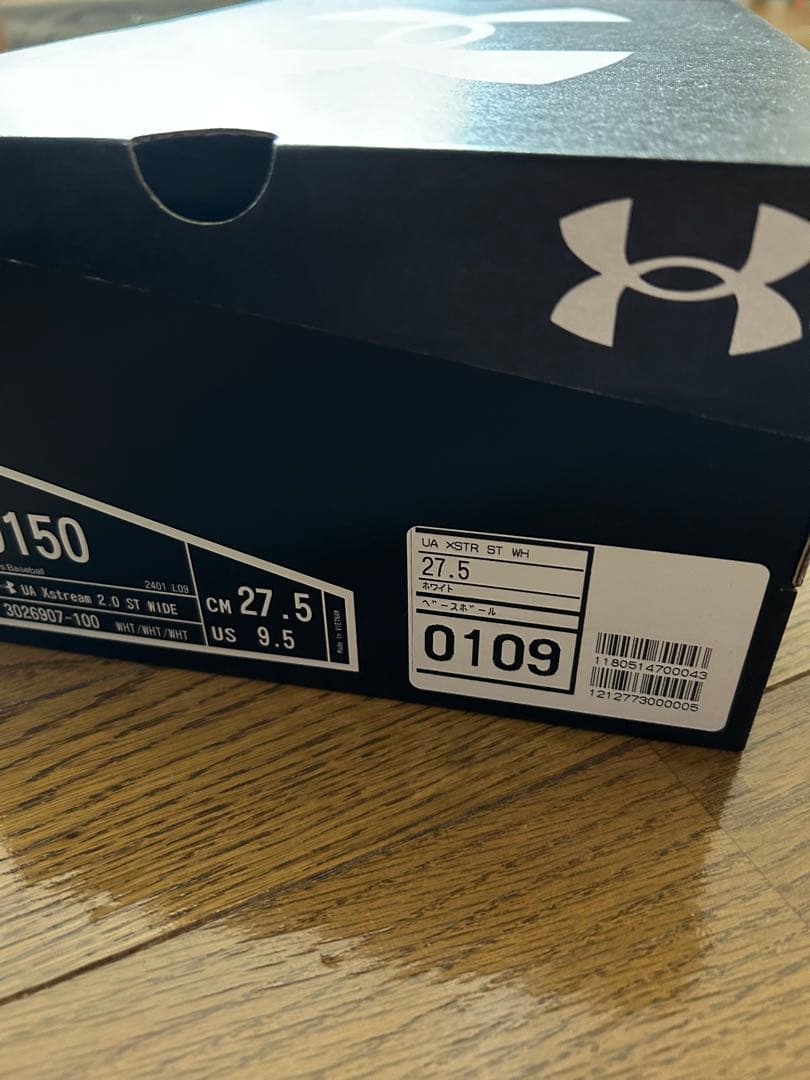 0150
s Baseball
2401 L09
UA Xstream 2.0 ST WIDE
3026907-100 WHT/WHT/WHT
CM 27.5
US 9.5
Made in VIETNAM
UA XSTR ST WH
27.5
ホワイト
ベースボール
0109
1180514700043
1212773000005